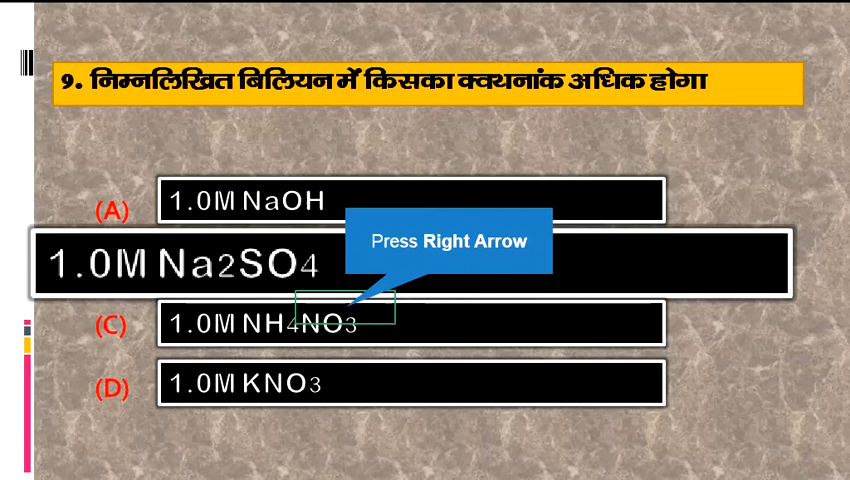 ९. निम्नलिखित बिलियन में किसका क्वथनांक अधिक होगा
(A) 1.0M NaOH
Press Right Arrow
1.0M Na2SO4
(C) 1.0M NH4NO3
(D) 1.0M KNO3